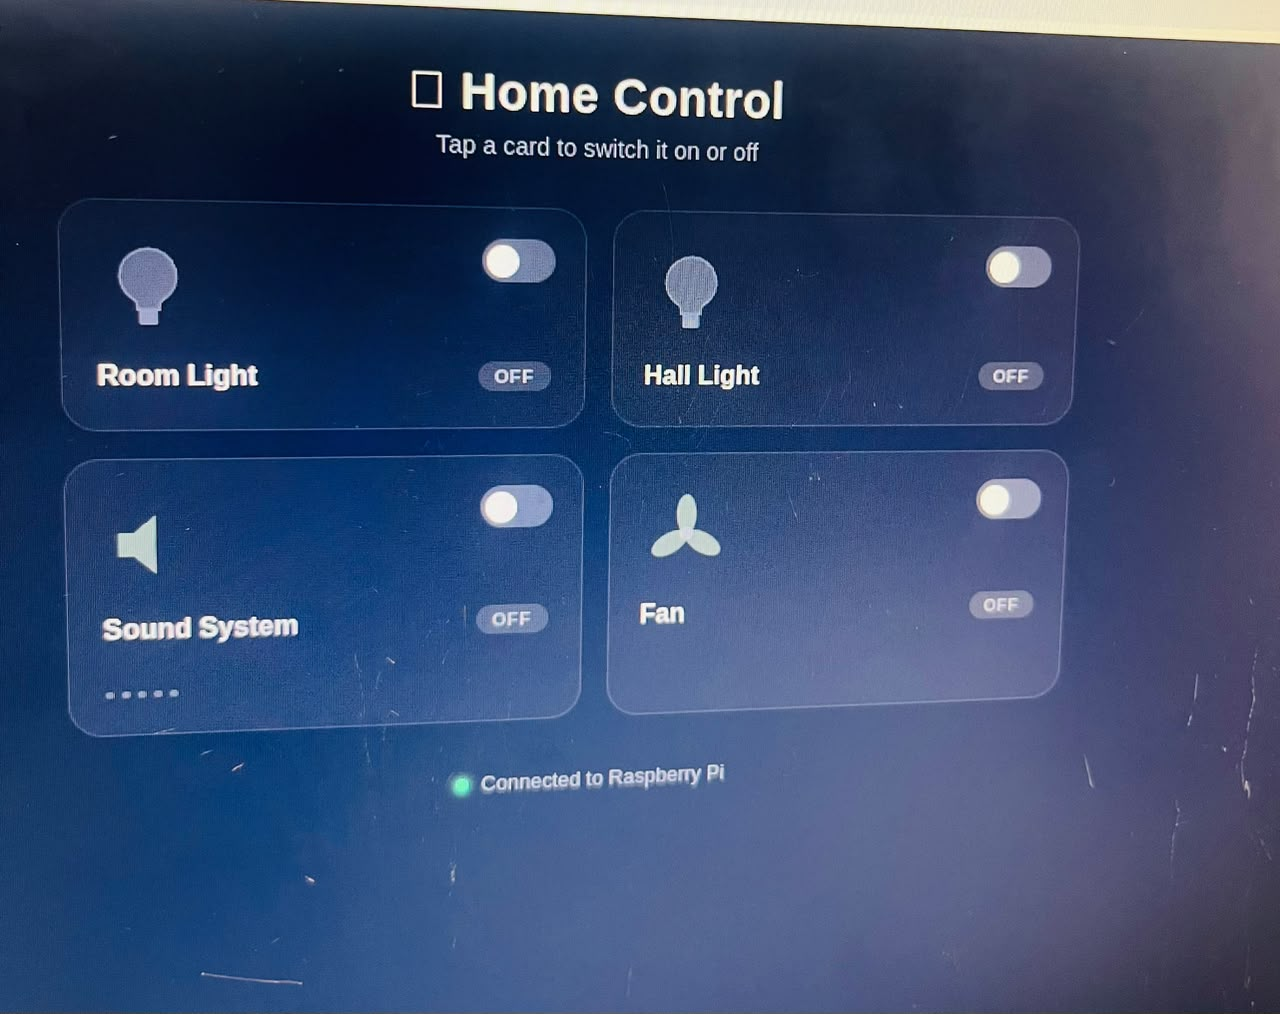 Home Control
Tap a card to switch it on or off
Room Light
OFF
Hall Light
OFF
Sound System
OFF
Fan
OFF
Connected to Raspberry Pi